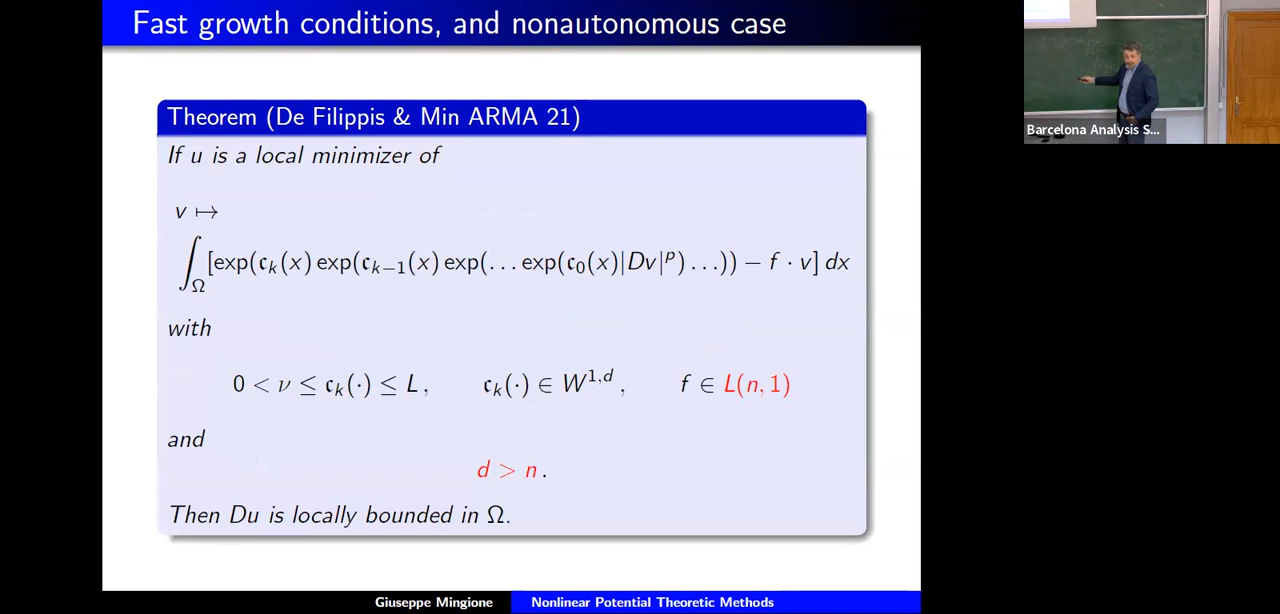 Fast growth conditions, and nonautonomous case
Theorem (De Filippis & Min ARMA 21)
If u is a local minimizer of
v ↦
∫_Ω [exp(𝔠_k(x) exp(𝔠_{k−1}(x) exp(… exp(𝔠_0(x)|Dv|^p) …)) − f · v] dx
with
0 < ν ≤ 𝔠_k(·) ≤ L , 𝔠_k(·) ∈ W^{1,d} , f ∈ L(n, 1)
and
d > n .
Then Du is locally bounded in Ω.
Giuseppe Mingione Nonlinear Potential Theoretic Methods
Barcelona Analysis S...